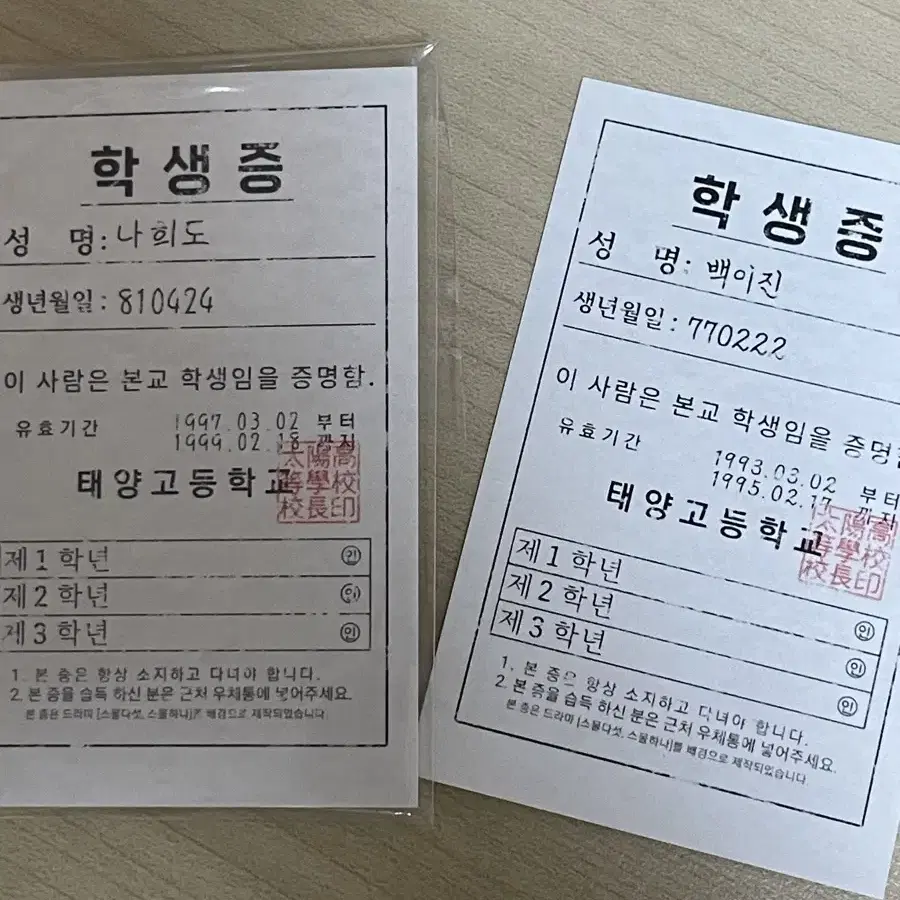 학생증
성 명: 나희도
생년월일: 810424
이 사람은 본교 학생임을 증명함.
유효기간
1997.03.02 부터
1999.02.18 까지
태양고등학교
太陽高
等學校
校長印
제1학년 인
제2학년 인
제3학년 인
1. 본 증은 항상 소지하고 다녀야 합니다.
2. 본 증을 습득 하신 분은 근처 우체통에 넣어주세요.
본 증은 드라마 [스물다섯, 스물하나]를 배경으로 제작되었습니다
학생증
성 명: 백이진
생년월일: 770222
이 사람은 본교 학생임을 증명함
유효기간
1993.03.02 부터
1995.02.17 까지
태양고등학교
太陽高
等學校
校長印
제1학년 인
제2학년 인
제3학년 인
1. 본 증은 항상 소지하고 다녀야 합니다.
2. 본 증을 습득 하신 분은 근처 우체통에 넣어주세요.
본 증은 드라마 [스물다섯, 스물하나]를 배경으로 제작되었습니다